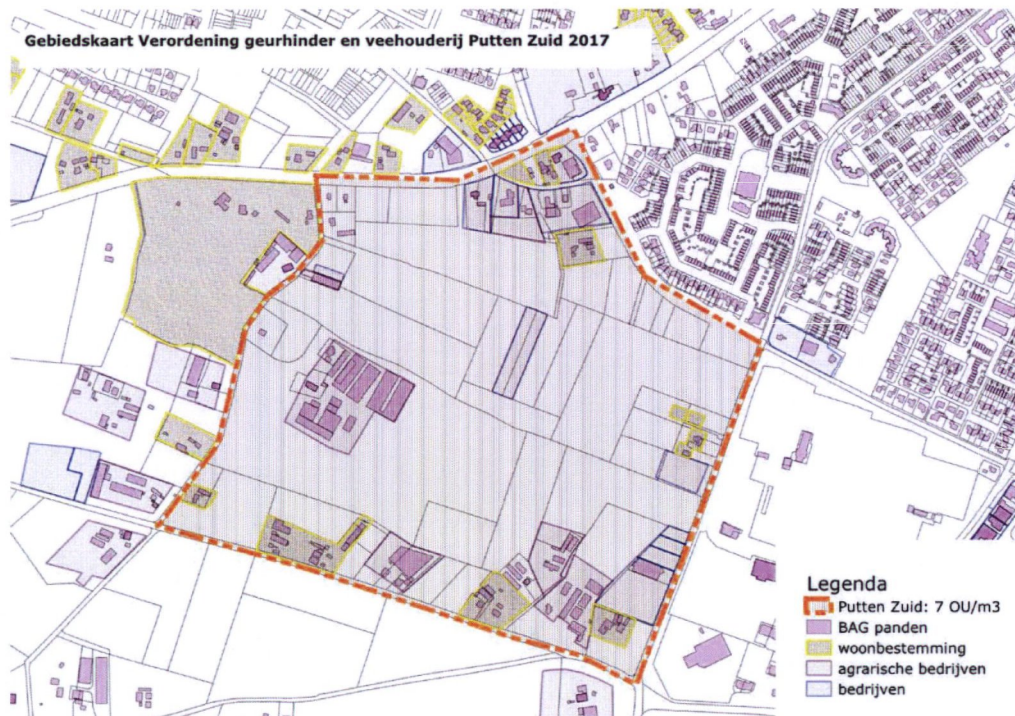 Gebiedskaart Verordening geurhinder en veehouderij Putten Zuid 2017
Legenda
Putten Zuid: 7 OU/m3
BAG panden
woonbestemming
agrarische bedrijven
bedrijven